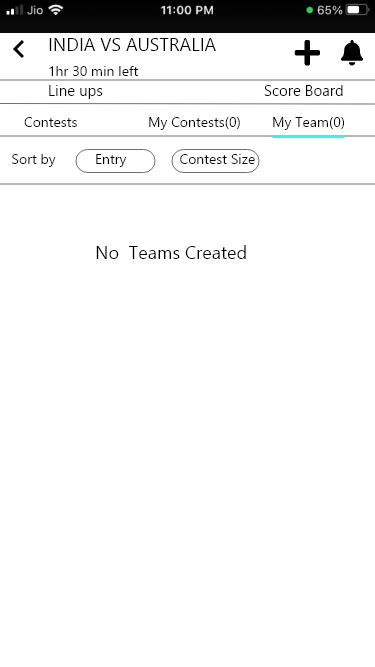 Jio 11:00 PM 65%
INDIA VS AUSTRALIA
1hr 30 min left
Line ups Score Board
Contests My Contests(0) My Team(0)
Sort by Entry Contest Size
No Teams Created